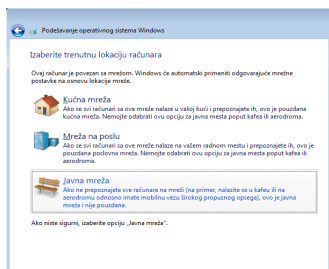 Podešavanje operativnog sistema Windows
Izaberite trenutnu lokaciju računara
Ovaj računar je povezan sa mrežom. Windows će automatski primeniti odgovarajuće mrežne
postavke na osnovu lokacije mreže.
Kućna mreža
Ako se svi računari sa ove mreže nalaze u vašoj kući i prepoznajete ih, ovo je pouzdana
kućna mreža. Nemojte odabrati ovu opciju za javna mesta poput kafea ili aerodroma.
Mreža na poslu
Ako se svi računari sa ove mreže nalaze na vašem radnom mestu i prepoznajete ih, ovo je
pouzdana poslovna mreža. Nemojte odabrati ovu opciju za javna mesta poput kafea ili
aerodroma.
Javna mreža
Ako ne prepoznajete sve računare na mreži (na primer, nalazite se u kafeu ili na
aerodromu odnosno imate mobilnu vezu širokog propusnog opsega), ovo je javna
mreža i nije pouzdana.
Ako niste sigurni, izaberite opciju „Javna mreža“.